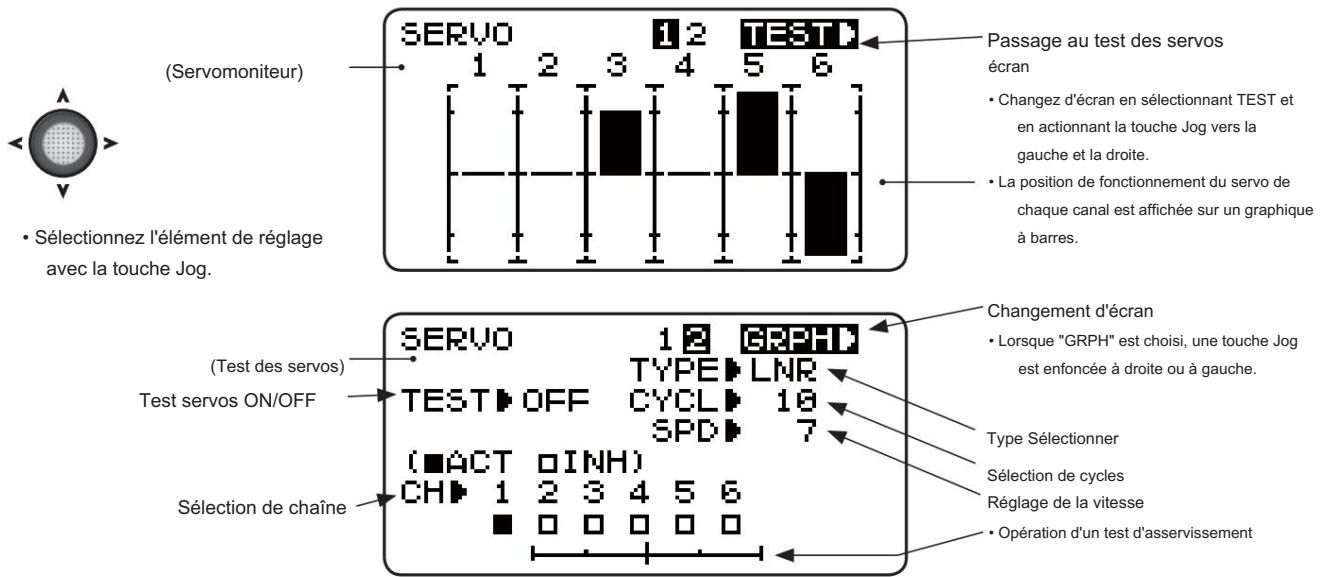 SERVO 1 2 TEST
1 2 3 4 5 6
(Servomoniteur)
• Sélectionnez l'élément de réglage
avec la touche Jog.
Passage au test des servos
écran
• Changez d'écran en sélectionnant TEST et
en actionnant la touche Jog vers la
gauche et la droite.
• La position de fonctionnement du servo de
chaque canal est affichée sur un graphique
à barres.
SERVO 1 2 GRPH
TYPE LNR
TEST OFF CYCL 10
SPD 7
(■ACT □INH)
CH 1 2 3 4 5 6
(Test des servos)
Test servos ON/OFF
Sélection de chaîne
Changement d'écran
• Lorsque "GRPH" est choisi, une touche Jog
est enfoncée à droite ou à gauche.
Type Sélectionner
Sélection de cycles
Réglage de la vitesse
• Opération d'un test d'asservissement